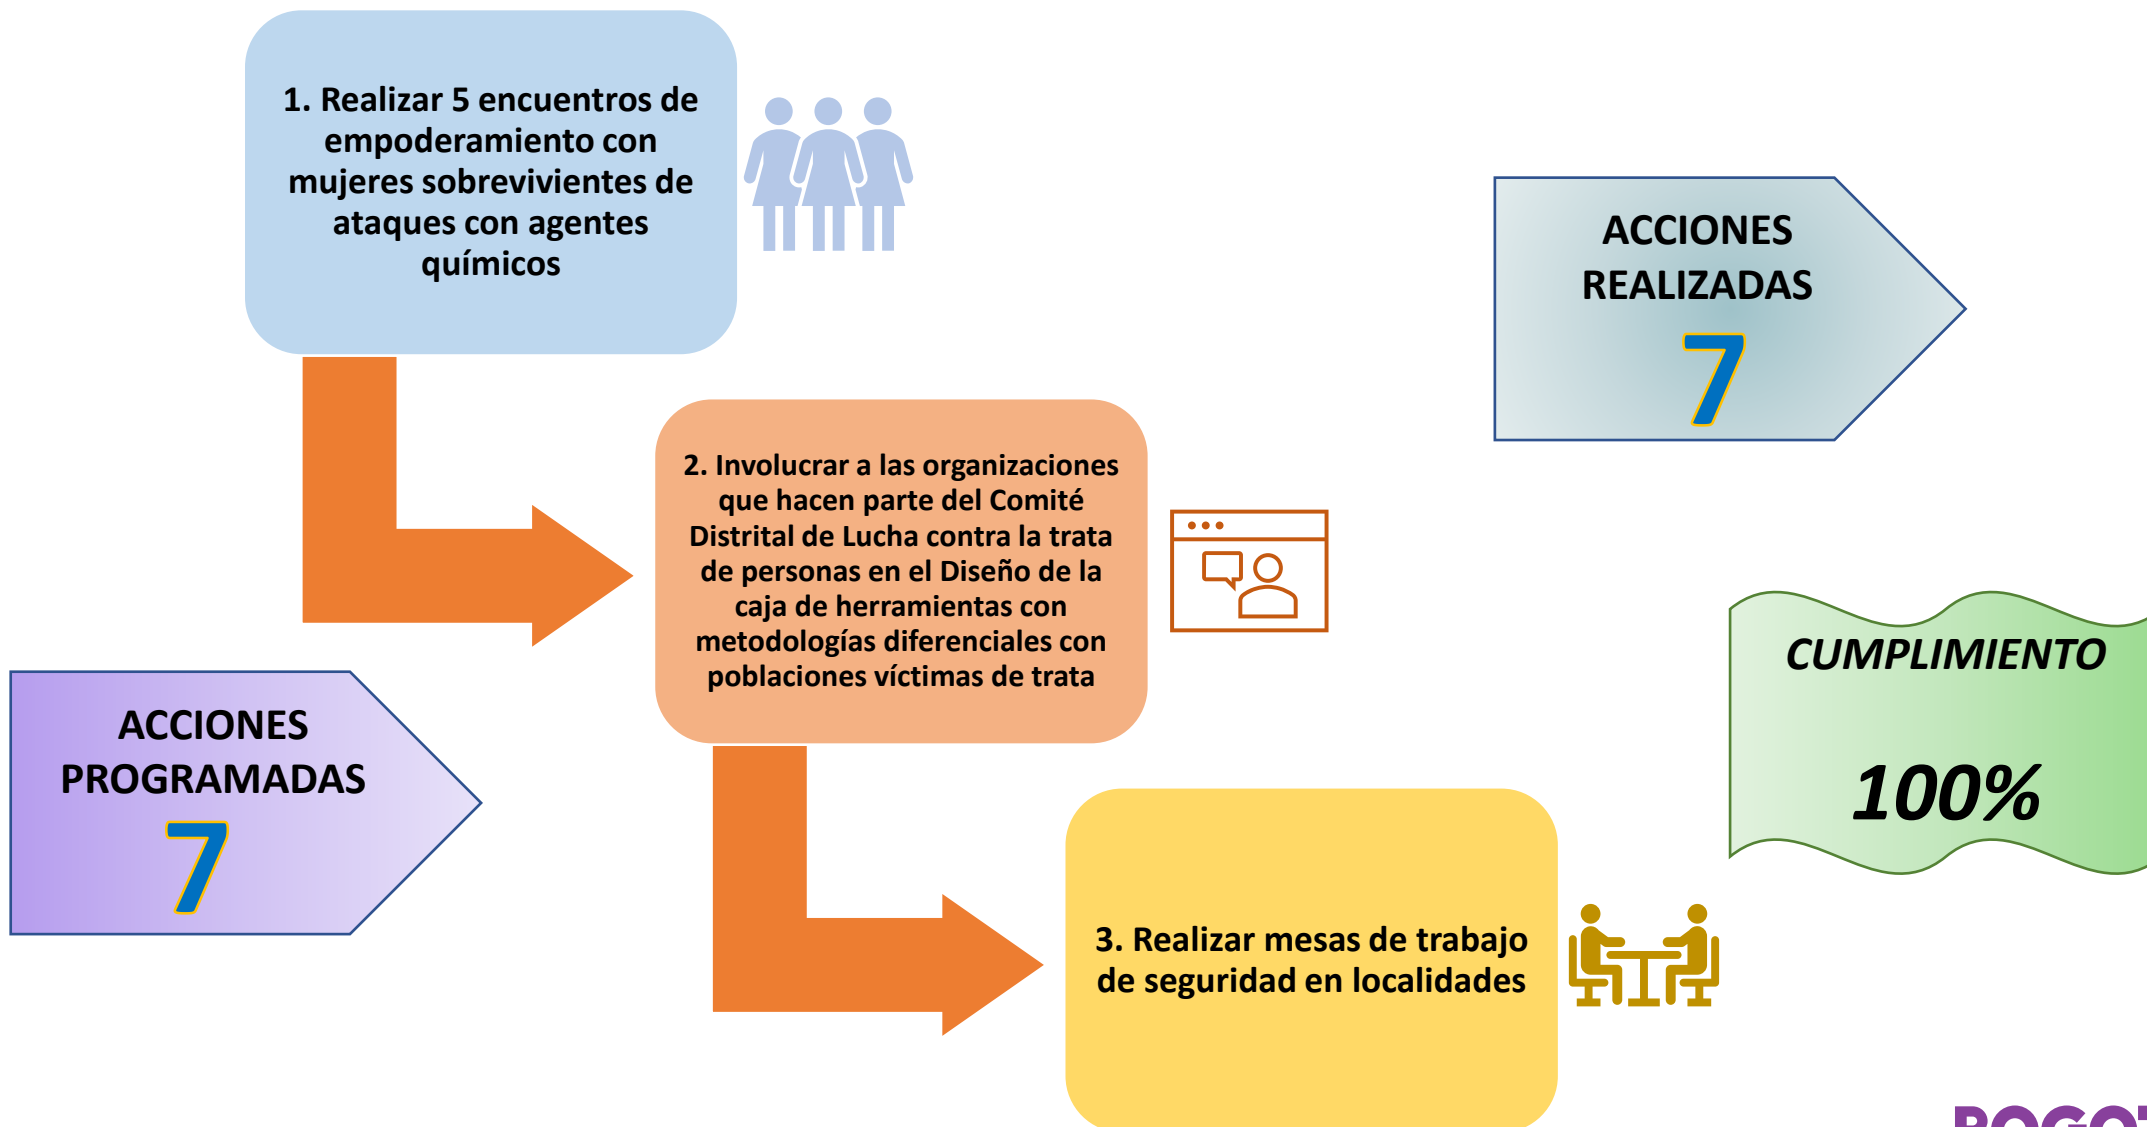 1. Realizar 5 encuentros de
empoderamiento con
mujeres sobrevivientes de
ataques con agentes
químicos
ACCIONES
REALIZADAS
7
2. Involucrar a las organizaciones
que hacen parte del Comité
Distrital de Lucha contra la trata
de personas en el Diseño de la
caja de herramientas con
metodologías diferenciales con
poblaciones víctimas de trata
CUMPLIMIENTO
100%
ACCIONES
PROGRAMADAS
7
3. Realizar mesas de trabajo
de seguridad en localidades